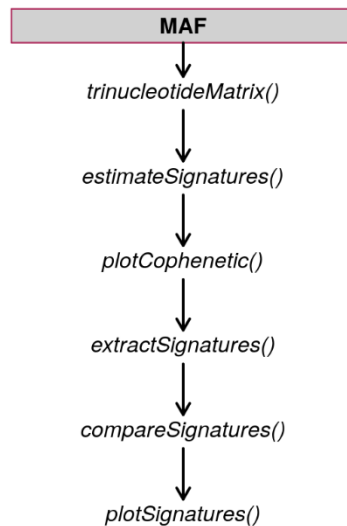 MAF
trinucleotideMatrix()
estimateSignatures()
plotCophenetic()
extractSignatures()
compareSignatures()
plotSignatures()